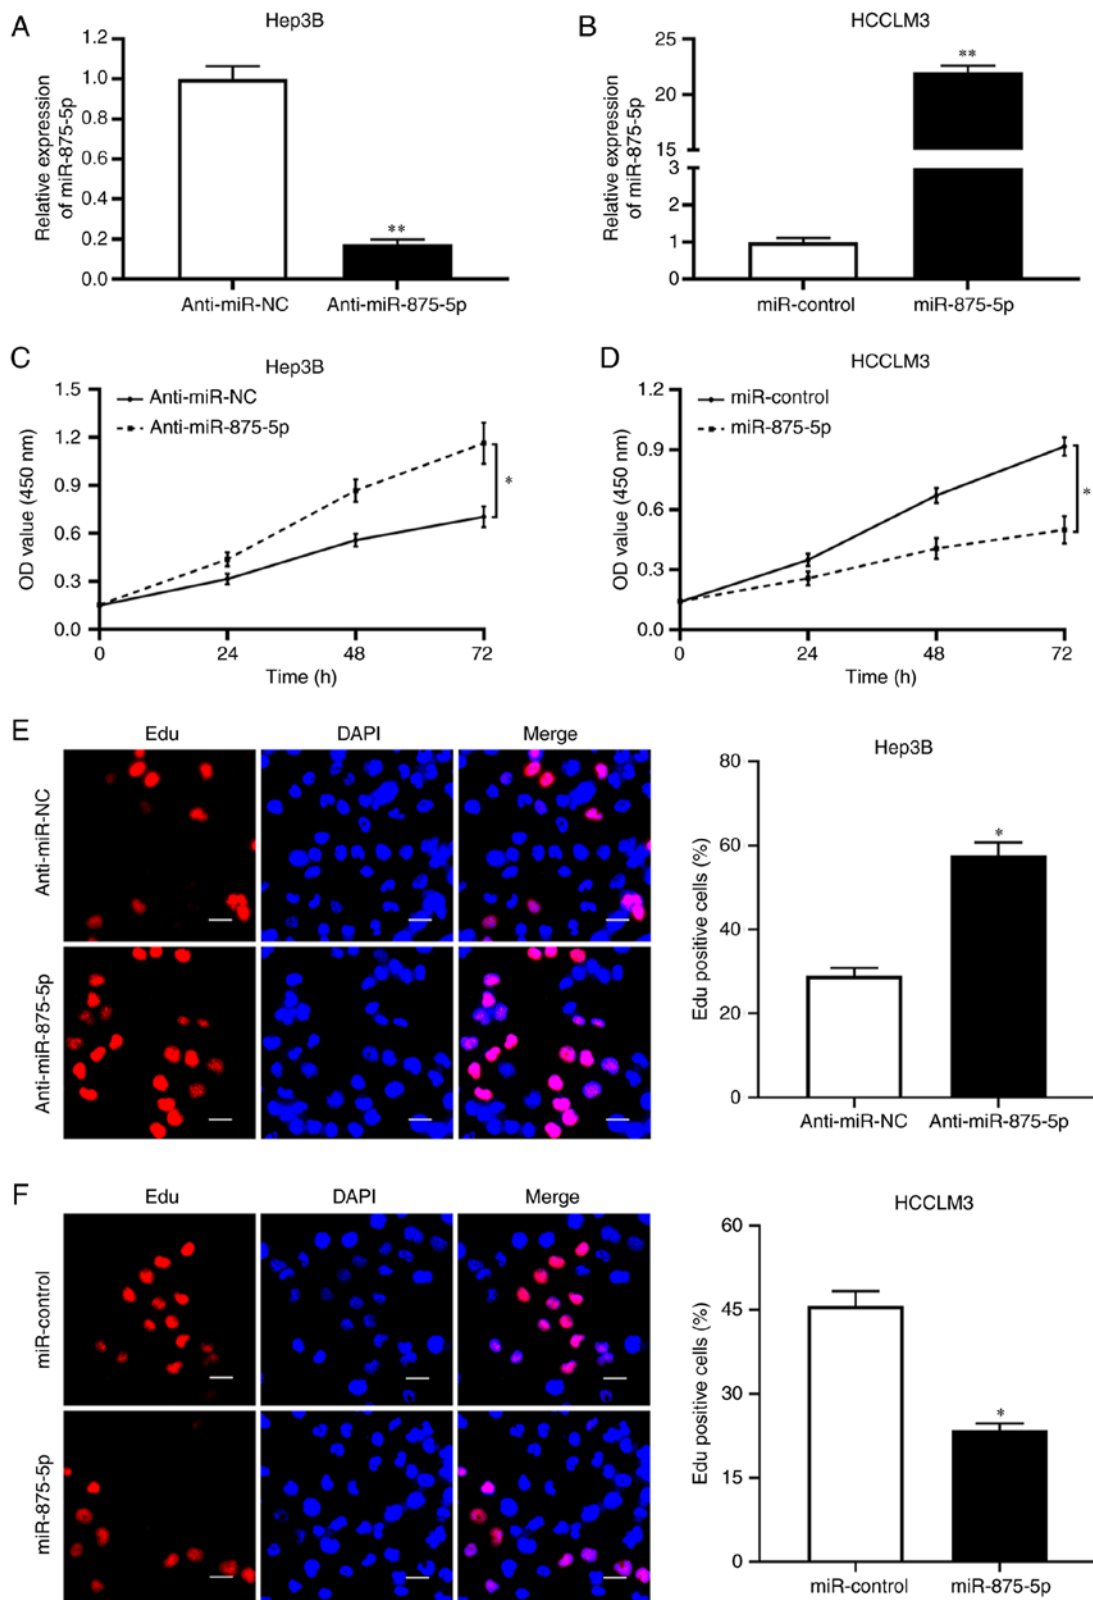 A
Hep3B
Relative expression
of miR-875-5p
1.2
1.0
0.8
0.6
0.4
0.2
0.0
**
Anti-miR-NC
Anti-miR-875-5p
B
HCCLM3
Relative expression
of miR-875-5p
25
20
15
3
2
1
0
**
miR-control
miR-875-5p
C
Hep3B
OD value (450 nm)
1.5
1.2
0.9
0.6
0.3
0.0
Anti-miR-NC
Anti-miR-875-5p
*
0
24
48
72
Time (h)
D
HCCLM3
OD value (450 nm)
1.2
0.9
0.6
0.3
0.0
miR-control
miR-875-5p
*
0
24
48
72
Time (h)
E
Edu
DAPI
Merge
Anti-miR-NC
Anti-miR-875-5p
Hep3B
Edu positive cells (%)
80
60
40
20
0
*
Anti-miR-NC
Anti-miR-875-5p
F
Edu
DAPI
Merge
miR-control
miR-875-5p
HCCLM3
Edu positive cells (%)
60
45
30
15
0
*
miR-control
miR-875-5p